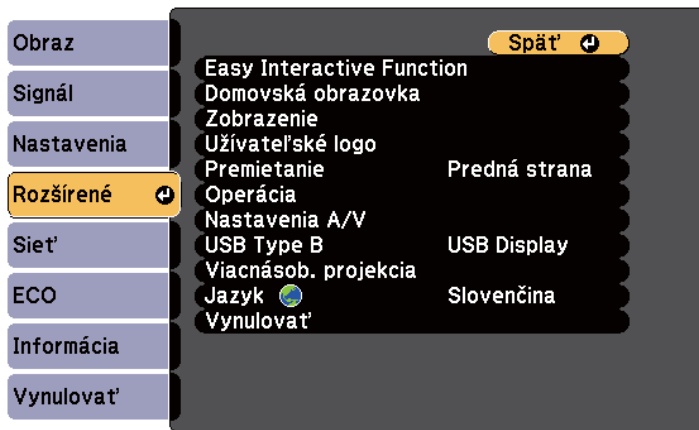 Obraz
Signál
Nastavenia
Rozšírené
Sieť
ECO
Informácia
Vynulovať
Späť
Easy Interactive Function
Domovská obrazovka
Zobrazenie
Užívateľské logo
Premietanie Predná strana
Operácia
Nastavenia A/V
USB Type B USB Display
Viacnásob. projekcia
Jazyk Slovenčina
Vynulovať